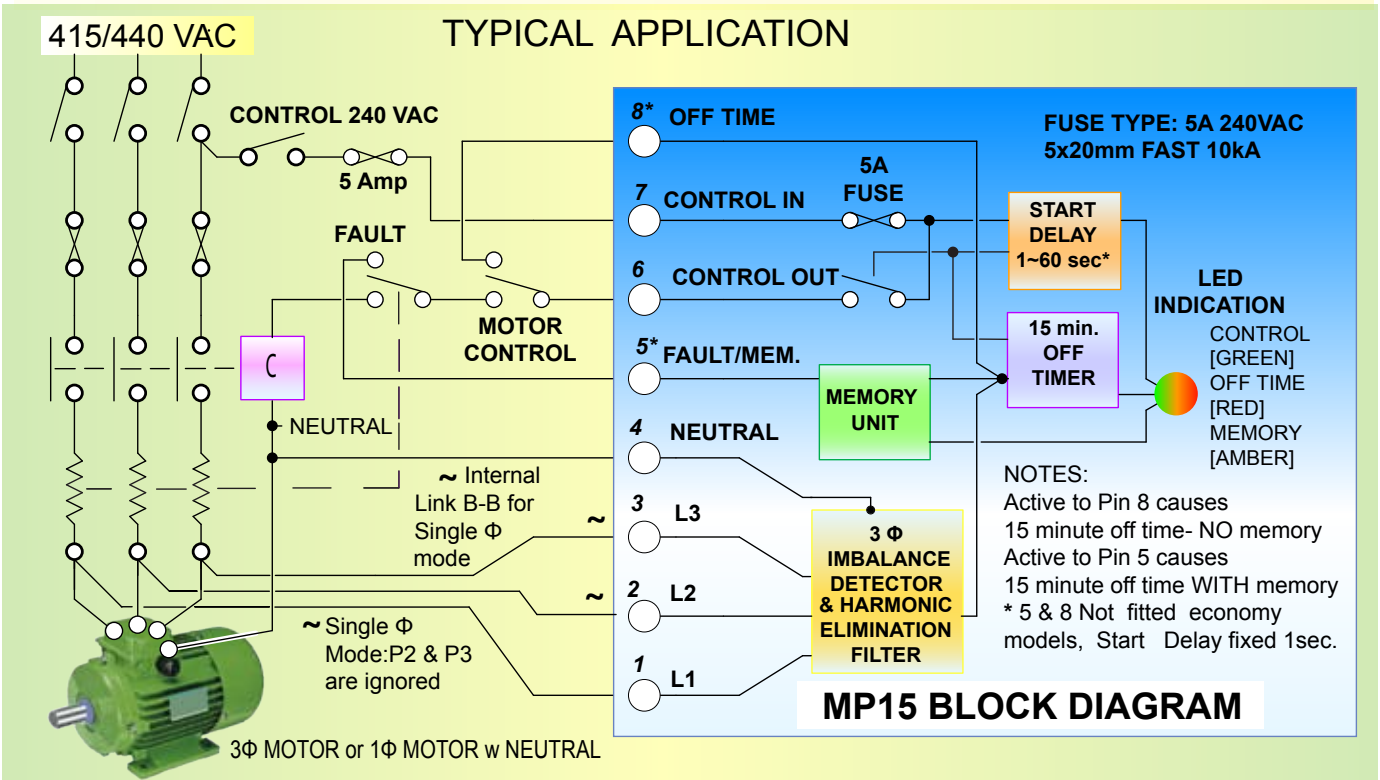 415/440 VAC
TYPICAL APPLICATION
CONTROL 240 VAC
5 Amp
FAULT
MOTOR
CONTROL
C
NEUTRAL
~ Internal
Link B-B for
Single Φ
mode
~
~
~ Single Φ
Mode:P2 & P3
are ignored
3Φ MOTOR or 1Φ MOTOR w NEUTRAL
8* OFF TIME
7 CONTROL IN
6 CONTROL OUT
5* FAULT/MEM.
4 NEUTRAL
3 L3
2 L2
1 L1
5A
FUSE
FUSE TYPE: 5A 240VAC
5x20mm FAST 10kA
START
DELAY
1~60 sec*
15 min.
OFF
TIMER
MEMORY
UNIT
3 Φ
IMBALANCE
DETECTOR
& HARMONIC
ELIMINATION
FILTER
LED
INDICATION
CONTROL
[GREEN]
OFF TIME
[RED]
MEMORY
[AMBER]
NOTES:
Active to Pin 8 causes
15 minute off time- NO memory
Active to Pin 5 causes
15 minute off time WITH memory
* 5 & 8 Not fitted economy
models, Start Delay fixed 1sec.
MP15 BLOCK DIAGRAM